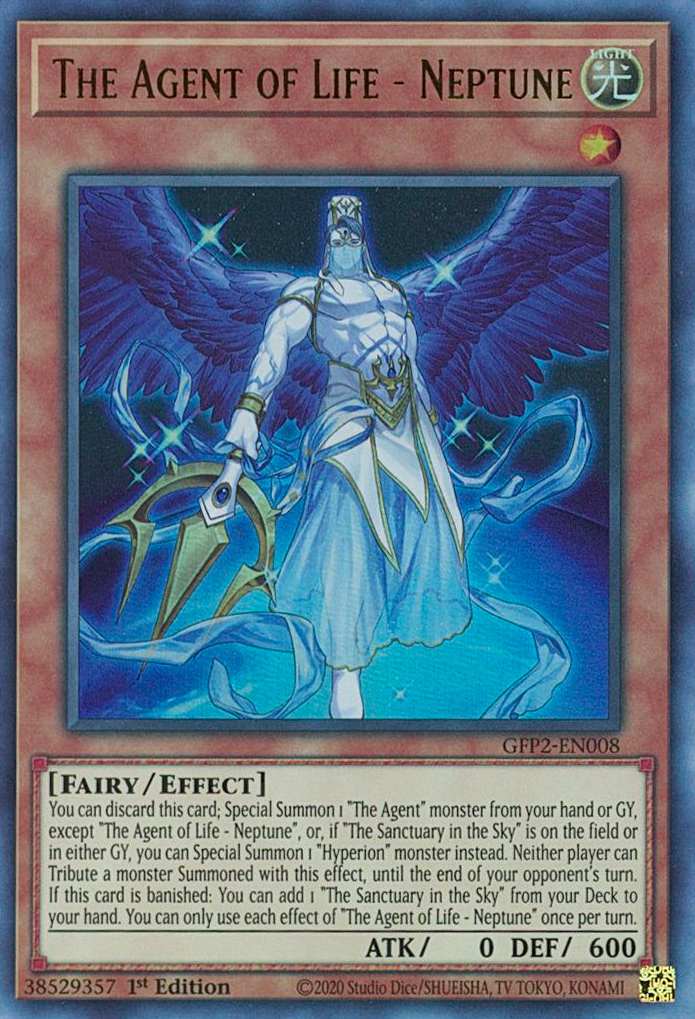 LIGHT
THE AGENT OF LIFE - NEPTUNE
光
GFP2-EN008
[FAIRY/EFFECT]
You can discard this card; Special Summon 1 "The Agent" monster from your hand or GY,
except "The Agent of Life - Neptune", or, if "The Sanctuary in the Sky" is on the field or
in either GY, you can Special Summon 1 "Hyperion" monster instead. Neither player can
Tribute a monster Summoned with this effect, until the end of your opponent's turn.
If this card is banished: You can add 1 "The Sanctuary in the Sky" from your Deck to
your hand. You can only use each effect of "The Agent of Life - Neptune" once per turn.
ATK/ 0 DEF/ 600
38529357 1st Edition ©2020 Studio Dice/SHUEISHA, TV TOKYO, KONAMI